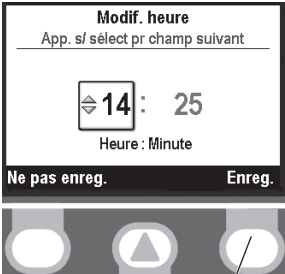 Modif. heure
App. s/ sélect pr champ suivant
14 : 25
Heure : Minute
Ne pas enreg. Enreg.